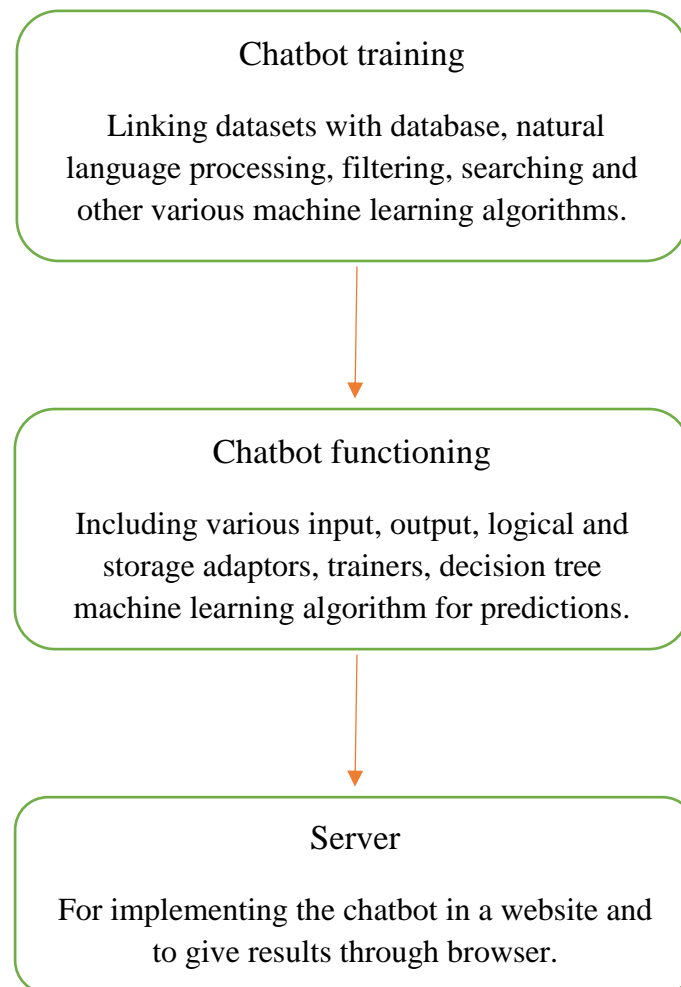 Chatbot training
Linking datasets with database, natural
language processing, filtering, searching and
other various machine learning algorithms.
Chatbot functioning
Including various input, output, logical and
storage adaptors, trainers, decision tree
machine learning algorithm for predictions.
Server
For implementing the chatbot in a website and
to give results through browser.